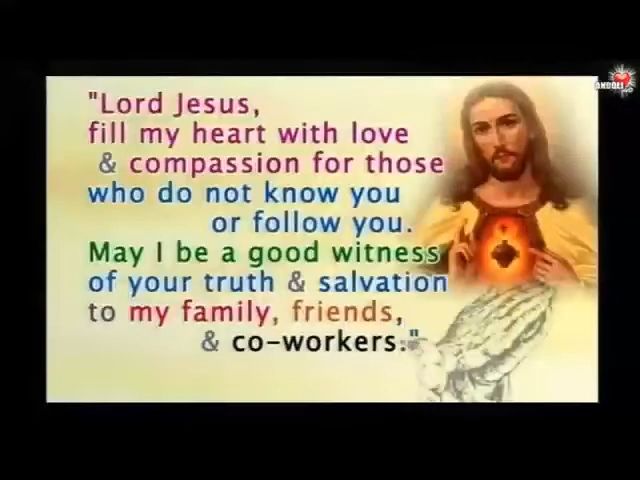 "Lord Jesus,
fill my heart with love
& compassion for those
who do not know you
or follow you.
May I be a good witness
of your truth & salvation
to my family, friends,
& co-workers."